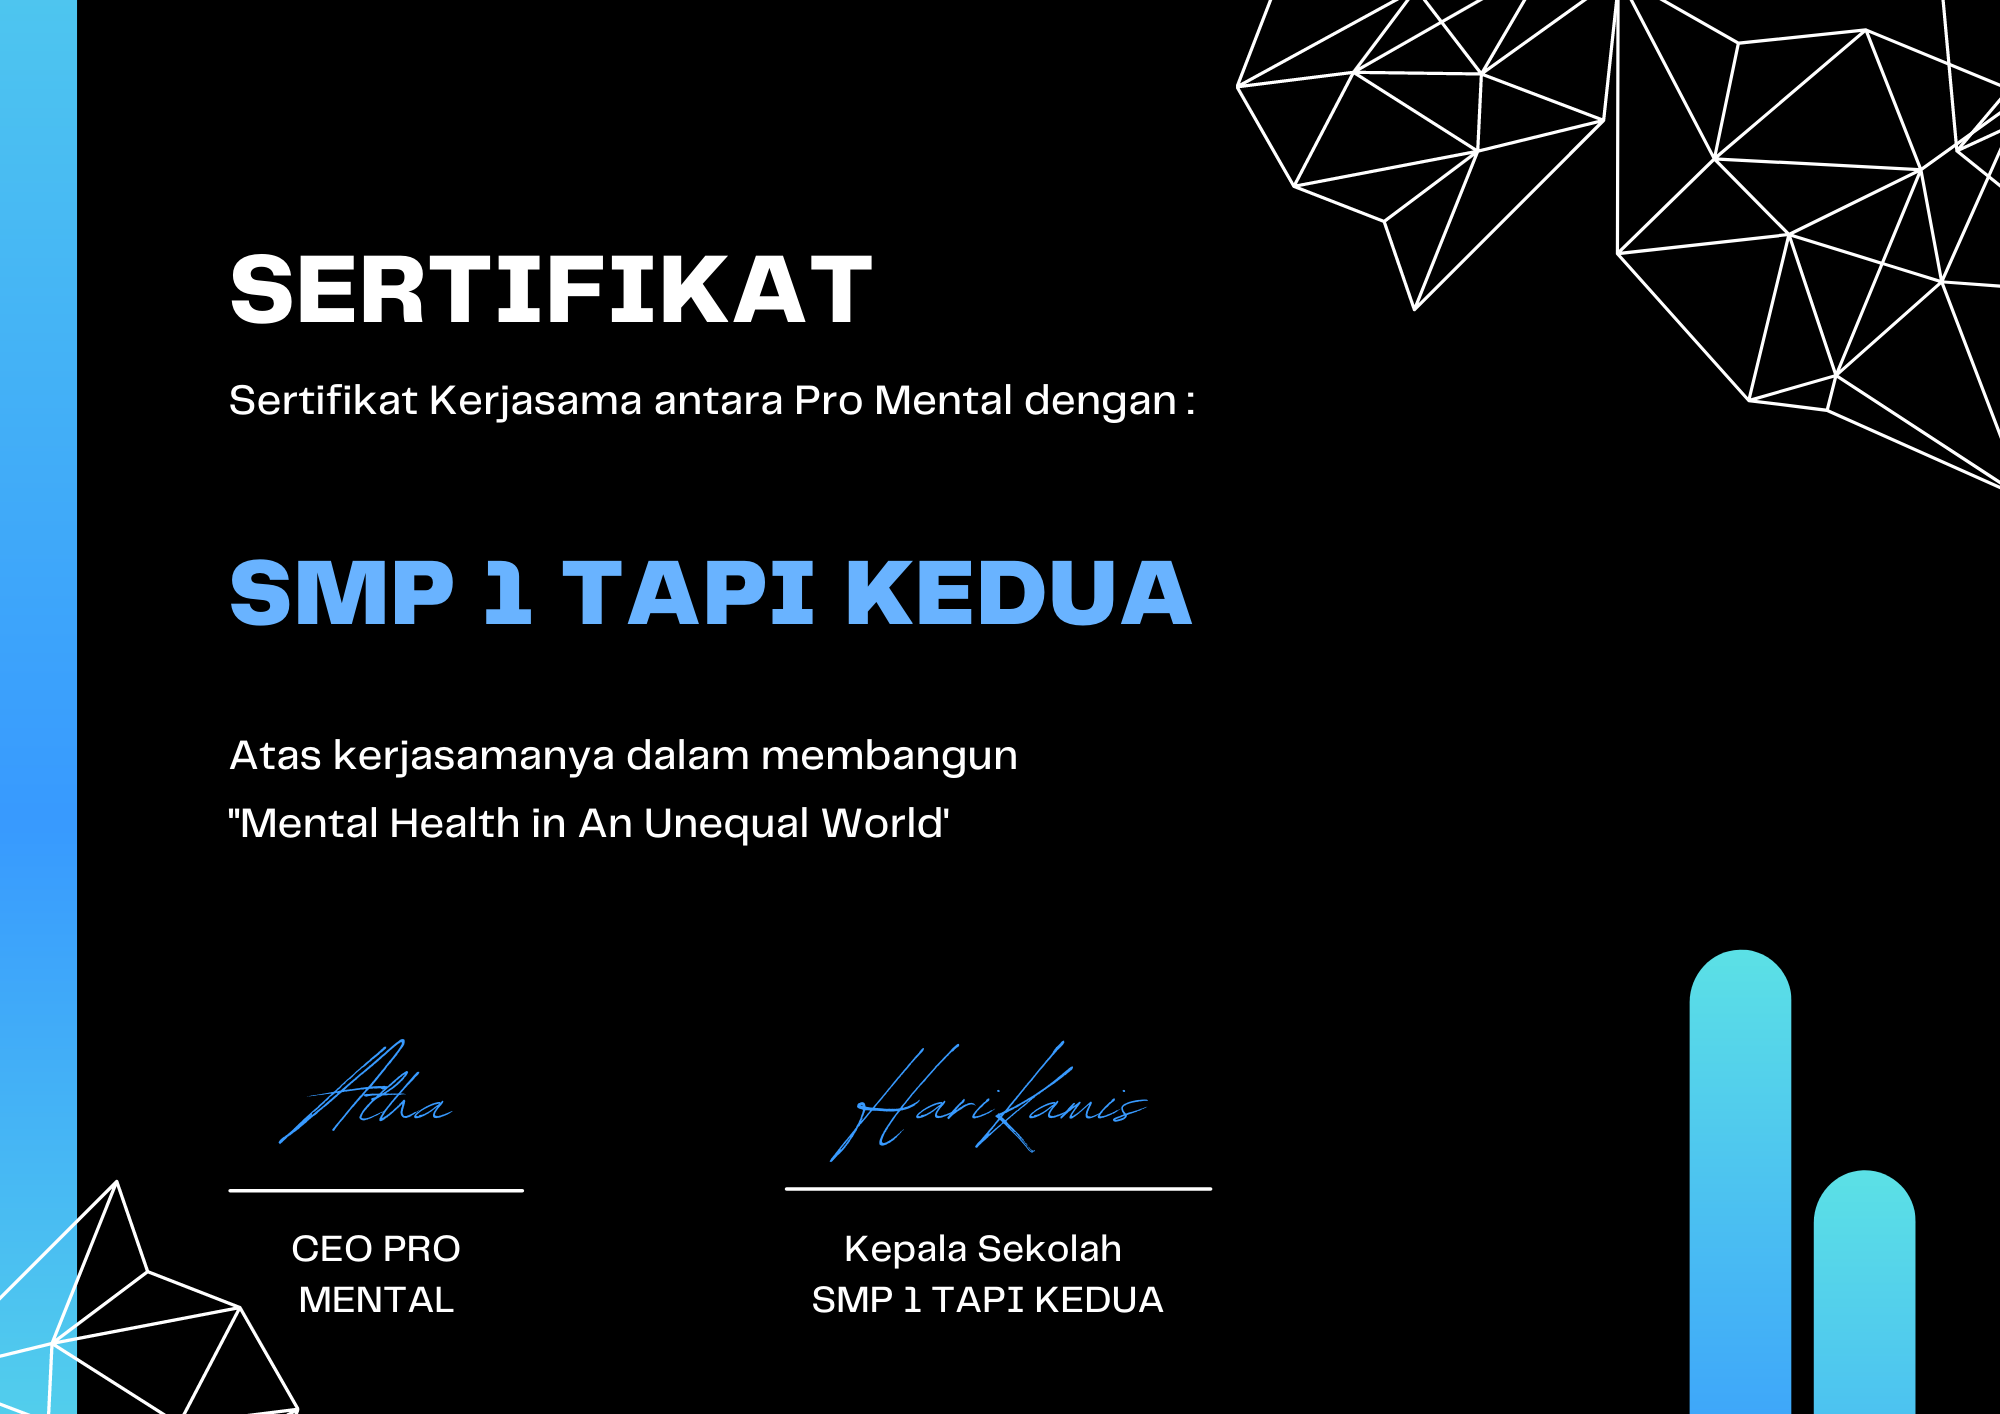 SERTIFIKAT
Sertifikat Kerjasama antara Pro Mental dengan :
SMP 1 TAPI KEDUA
Atas kerjasamanya dalam membangun
"Mental Health in An Unequal World'
Atha
HariKamis
CEO PRO
MENTAL
Kepala Sekolah
SMP 1 TAPI KEDUA